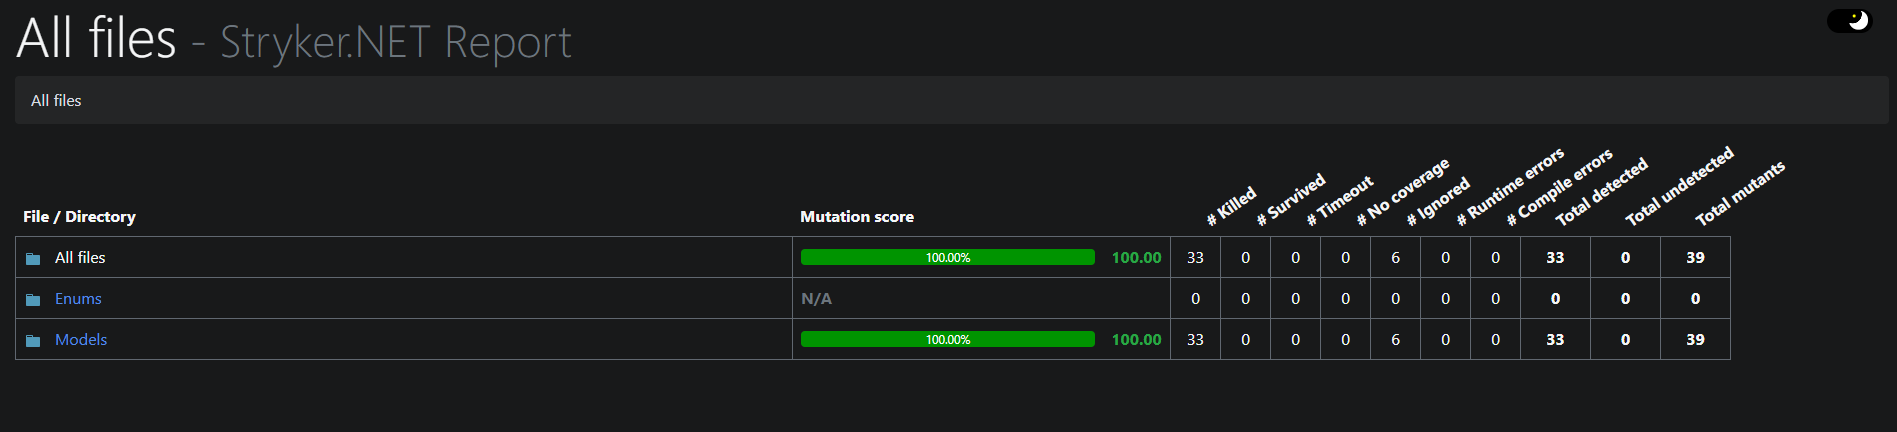 All files - Stryker.NET Report
All files
File / Directory Mutation score # Killed # Survived # Timeout # No coverage # Ignored # Runtime errors # Compile errors Total detected Total undetected Total mutants
All files 100.00% 100.00 33 0 0 0 6 0 0 33 0 39
Enums N/A 0 0 0 0 0 0 0 0 0 0
Models 100.00% 100.00 33 0 0 0 6 0 0 33 0 39